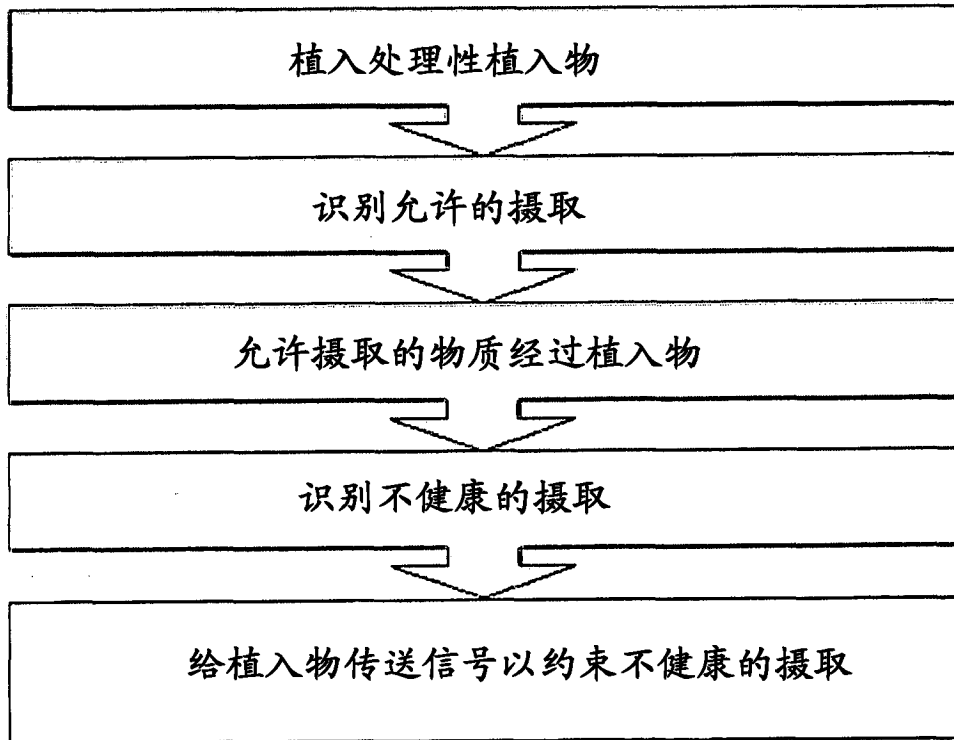 植入处理性植入物
识别允许的摄取
允许摄取的物质经过植入物
识别不健康的摄取
给植入物传送信号以约束不健康的摄取